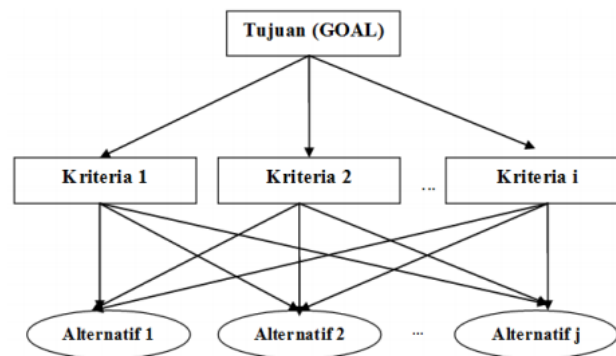 Tujuan (GOAL)
Kriteria 1
Kriteria 2
...
Kriteria i
Alternatif 1
Alternatif 2
...
Alternatif j